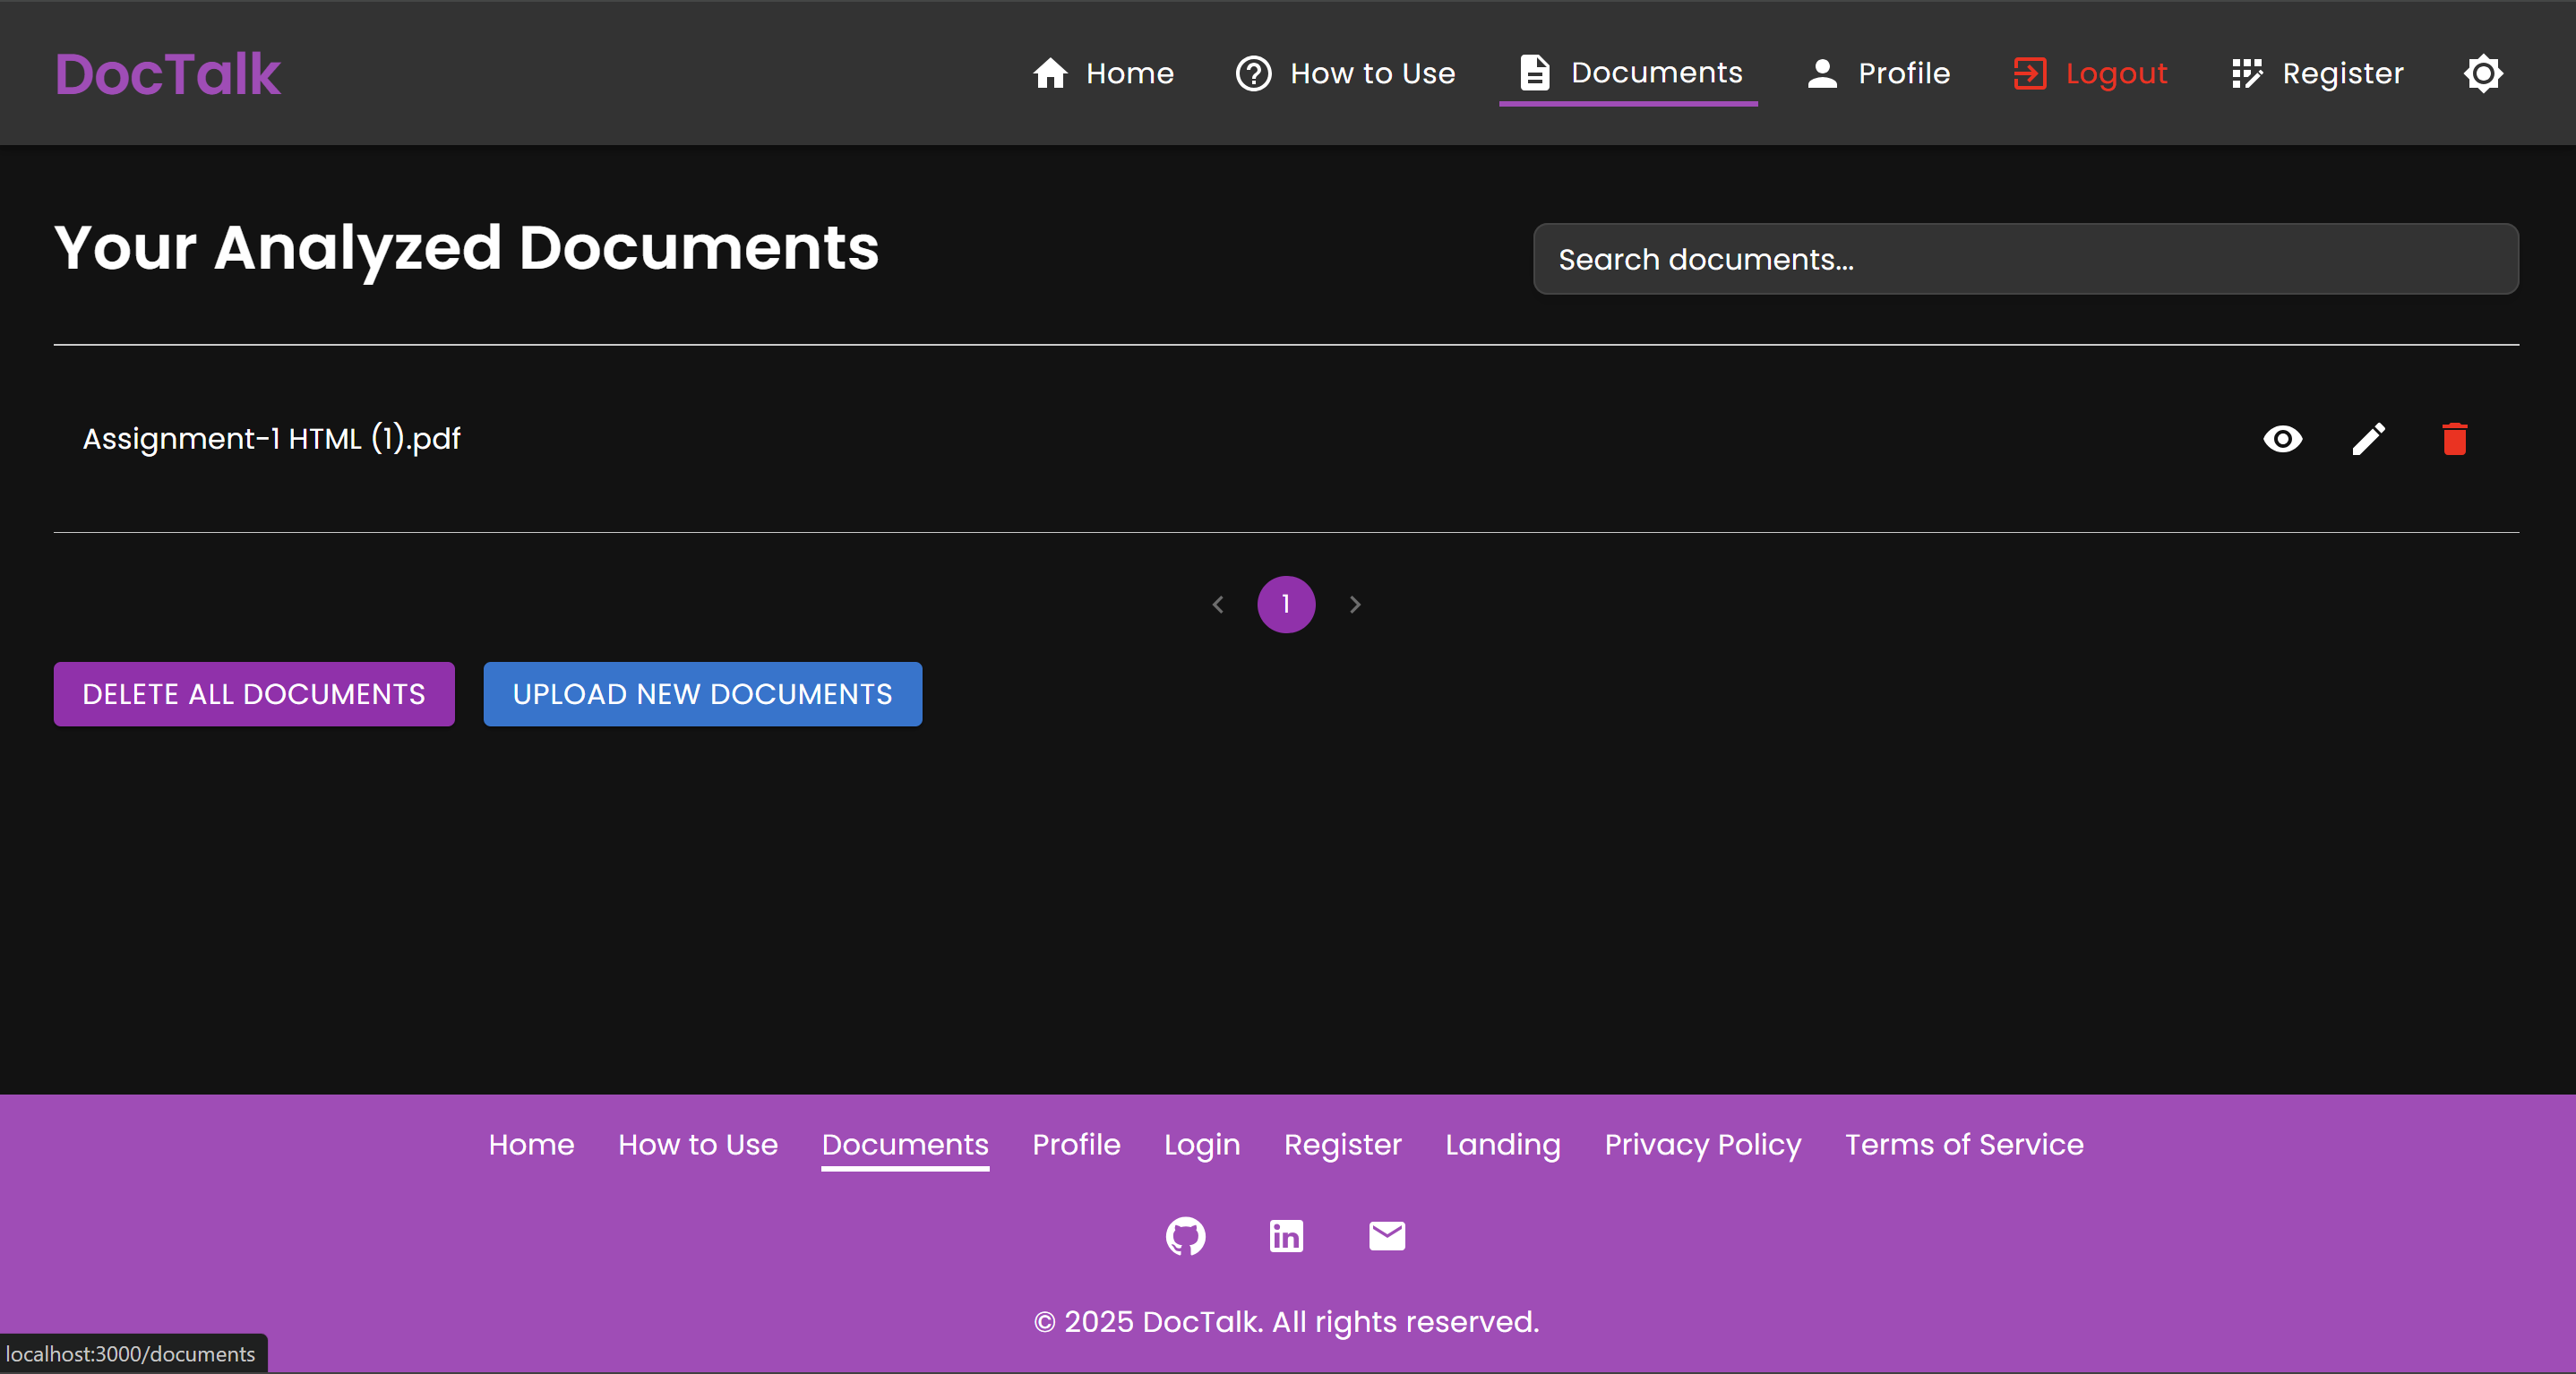 DocTalk
Home
How to Use
Documents
Profile
Logout
Register
Your Analyzed Documents
Search documents...
Assignment-1 HTML (1).pdf
1
DELETE ALL DOCUMENTS
UPLOAD NEW DOCUMENTS
Home
How to Use
Documents
Profile
Login
Register
Landing
Privacy Policy
Terms of Service
in
© 2025 DocTalk. All rights reserved.
localhost:3000/documents